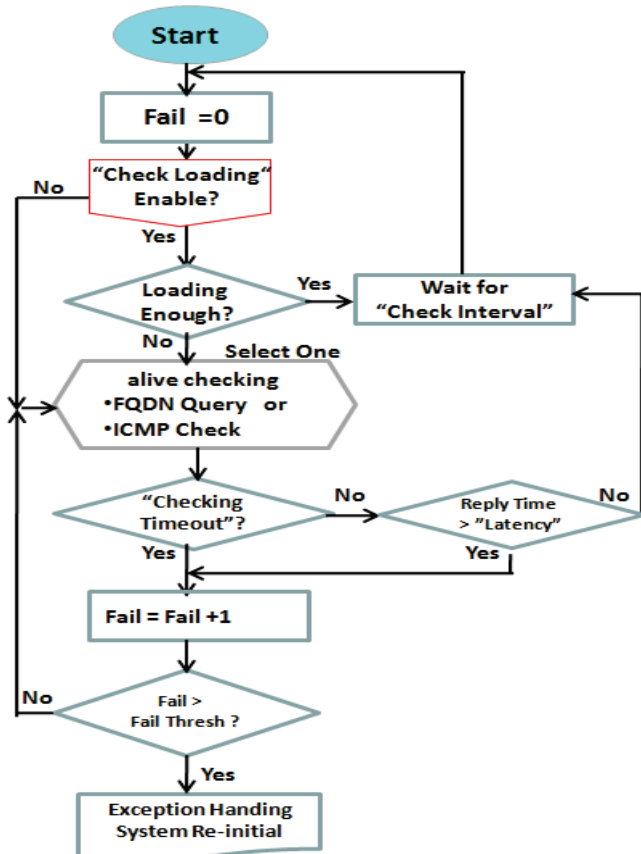 Start
Fail =0
No
“Check Loading“
Enable?
Yes
Loading
Enough?
Yes
Wait for
“Check Interval”
No
Select One
alive checking
•FQDN Query or
•ICMP Check
“Checking
Timeout”?
No
Reply Time
> ”Latency”
No
Yes
Yes
Fail = Fail +1
No
Fail >
Fail Thresh ?
Yes
Exception Handing
System Re-initial